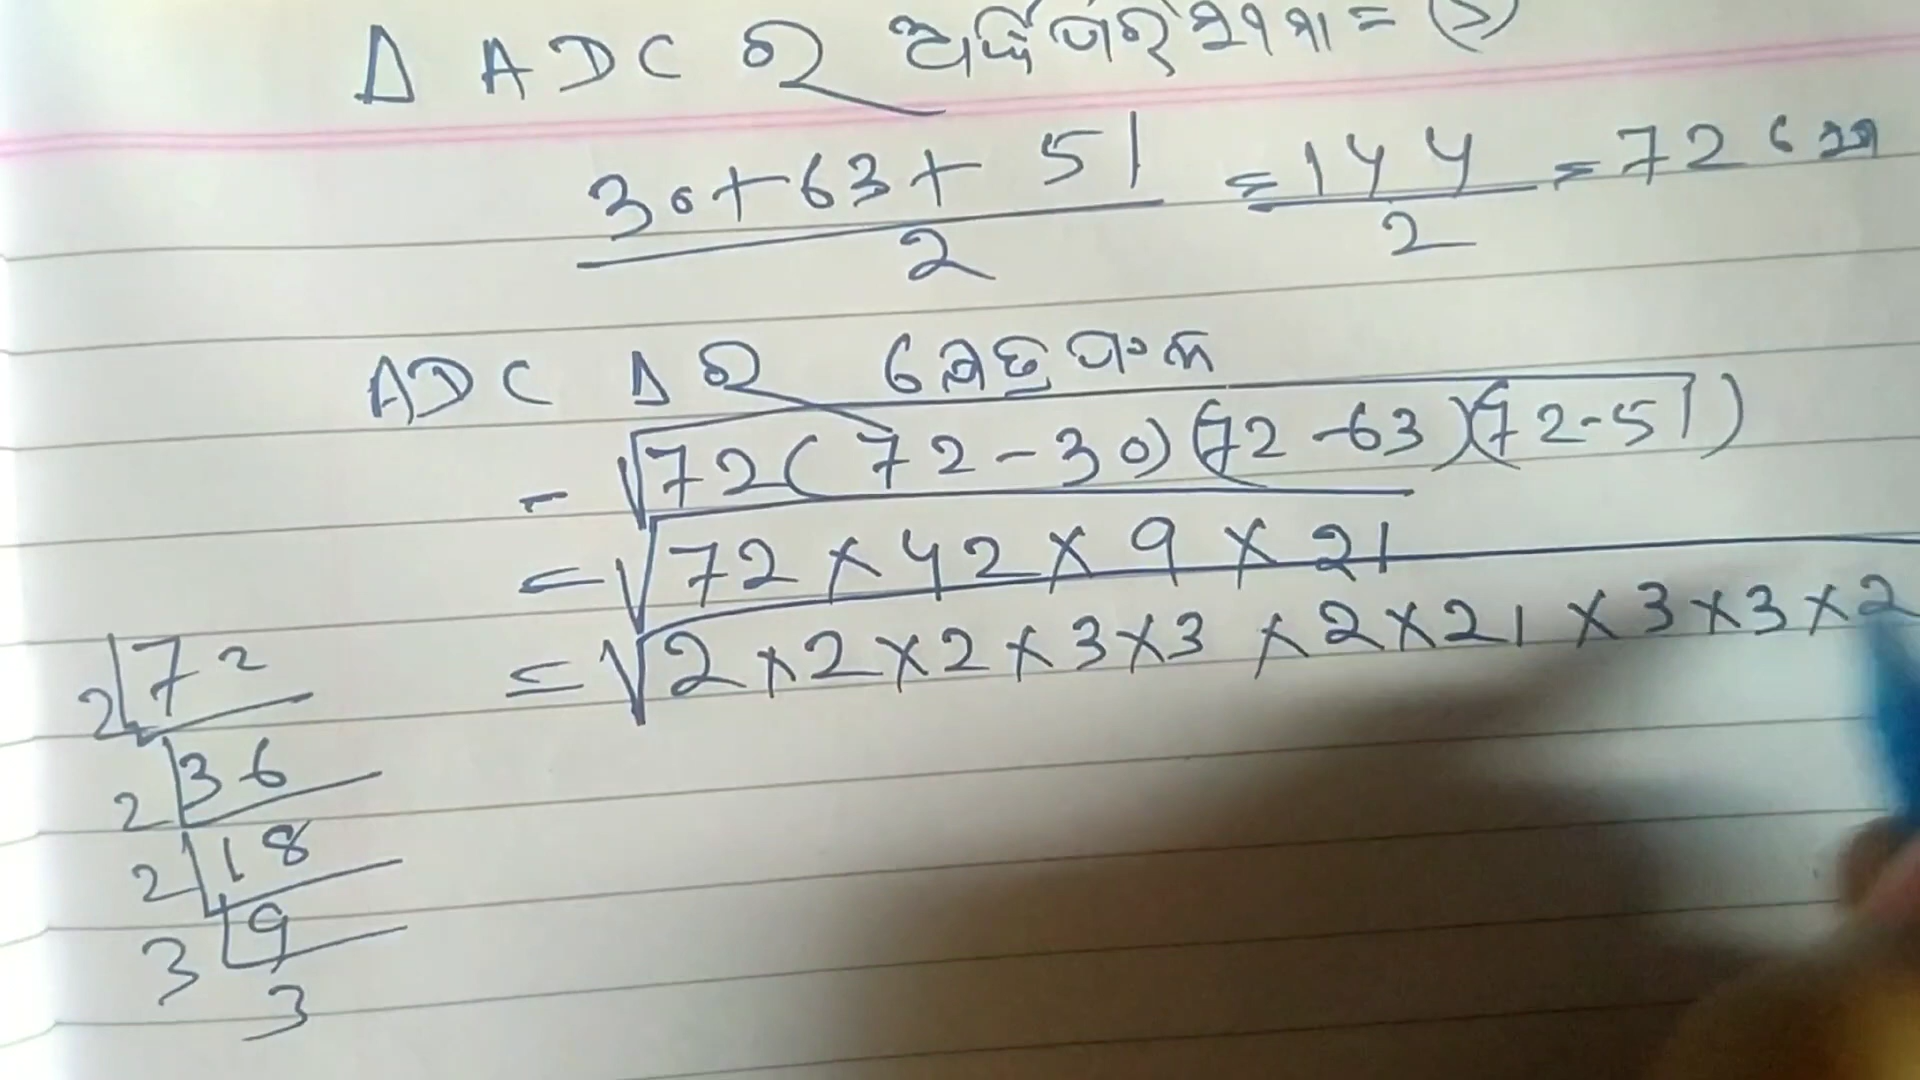 Δ ADC ର ଅର୍ଦ୍ଧପରିସୀମା = (s)
30+63+51/2 = 144/2 = 72 ସେମି
ADC Δ ର କ୍ଷେତ୍ରଫଳ
= √72(72-30)(72-63)(72-51)
= √72×42×9×21
= √2×2×2×3×3×2×21×3×3×2
2|72
2|36
2|18
3|9
3